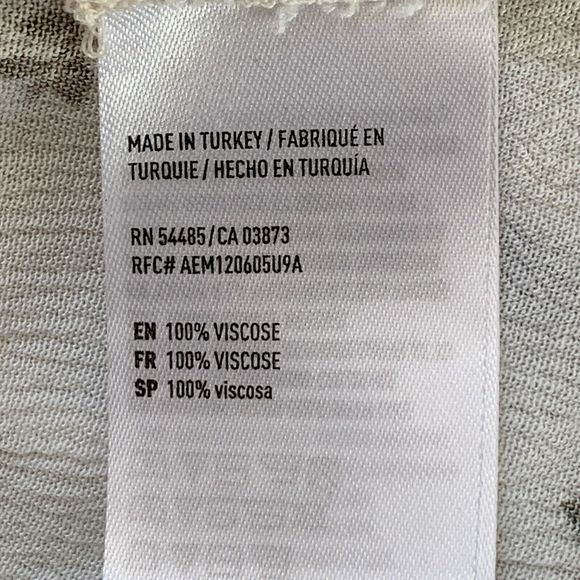 MADE IN TURKEY / FABRIQUÉ EN
TURQUIE / HECHO EN TURQUÍA
RN 54485 / CA 03873
RFC# AEM120605U9A
EN 100% VISCOSE
FR 100% VISCOSE
SP 100% viscosa